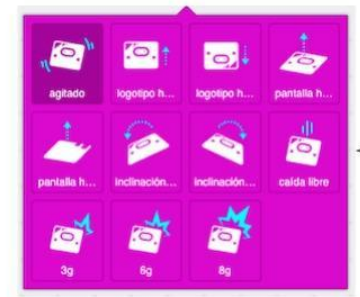 agitado logotipo h... logotipo h... pantalla h...
pantalla h... inclinación... inclinación... caída libre
3g 6g 8g